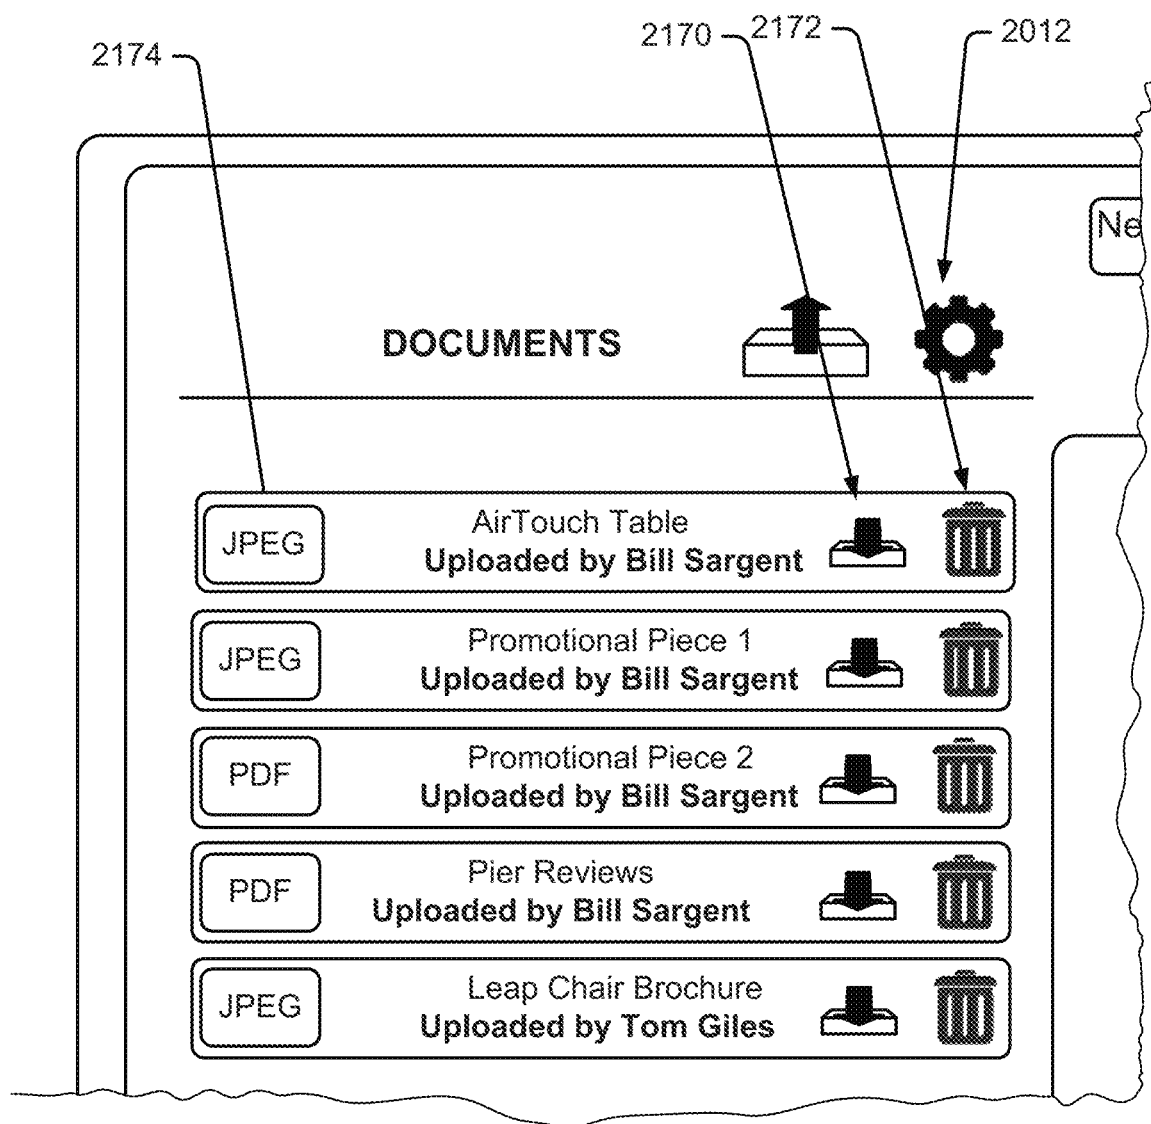 2174
2170
2172
2012
Ne
DOCUMENTS
JPEG
AirTouch Table
Uploaded by Bill Sargent
JPEG
Promotional Piece 1
Uploaded by Bill Sargent
PDF
Promotional Piece 2
Uploaded by Bill Sargent
PDF
Pier Reviews
Uploaded by Bill Sargent
JPEG
Leap Chair Brochure
Uploaded by Tom Giles